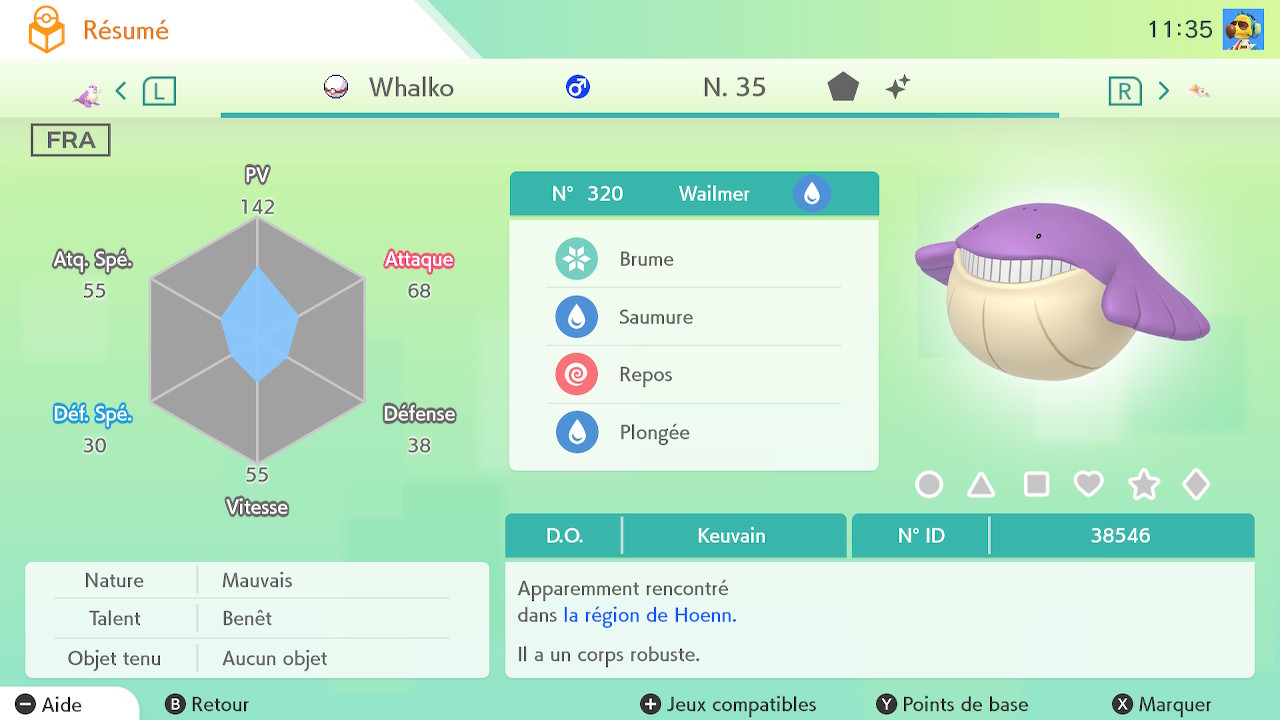 Résumé
11:35
L
Whalko
N. 35
R
FRA
PV
142
Atq. Spé.
55
Attaque
68
Déf. Spé.
30
Défense
38
55
Vitesse
N° 320 Wailmer
Brume
Saumure
Repos
Plongée
D.O. Keuvain
N° ID 38546
Nature Mauvais
Talent Benêt
Objet tenu Aucun objet
Apparemment rencontré
dans la région de Hoenn.
Il a un corps robuste.
Aide
B Retour
Jeux compatibles
Y Points de base
X Marquer